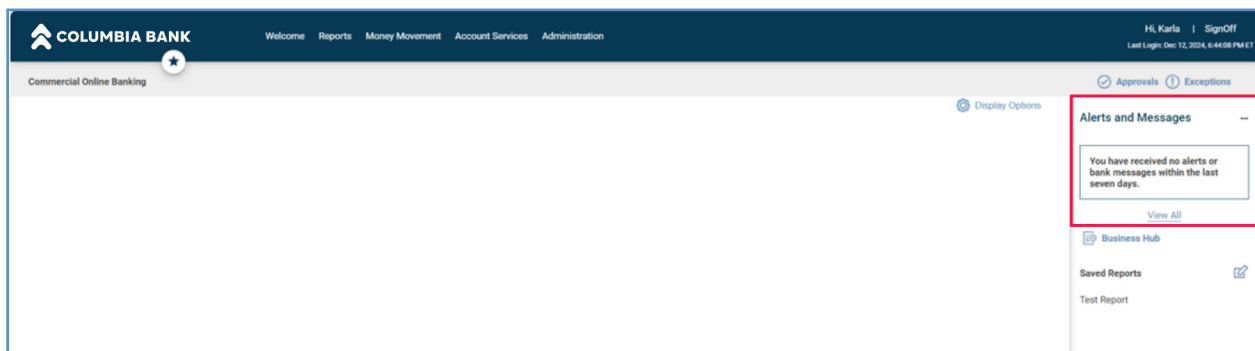 COLUMBIA BANK
Welcome Reports Money Movement Account Services Administration
Hi, Karla | SignOff
Last Login: Dec 12, 2024, 6:44:08 PM ET
Commercial Online Banking
Approvals Exceptions
Display Options
Alerts and Messages
You have received no alerts or
bank messages within the last
seven days.
View All
Business Hub
Saved Reports
Test Report